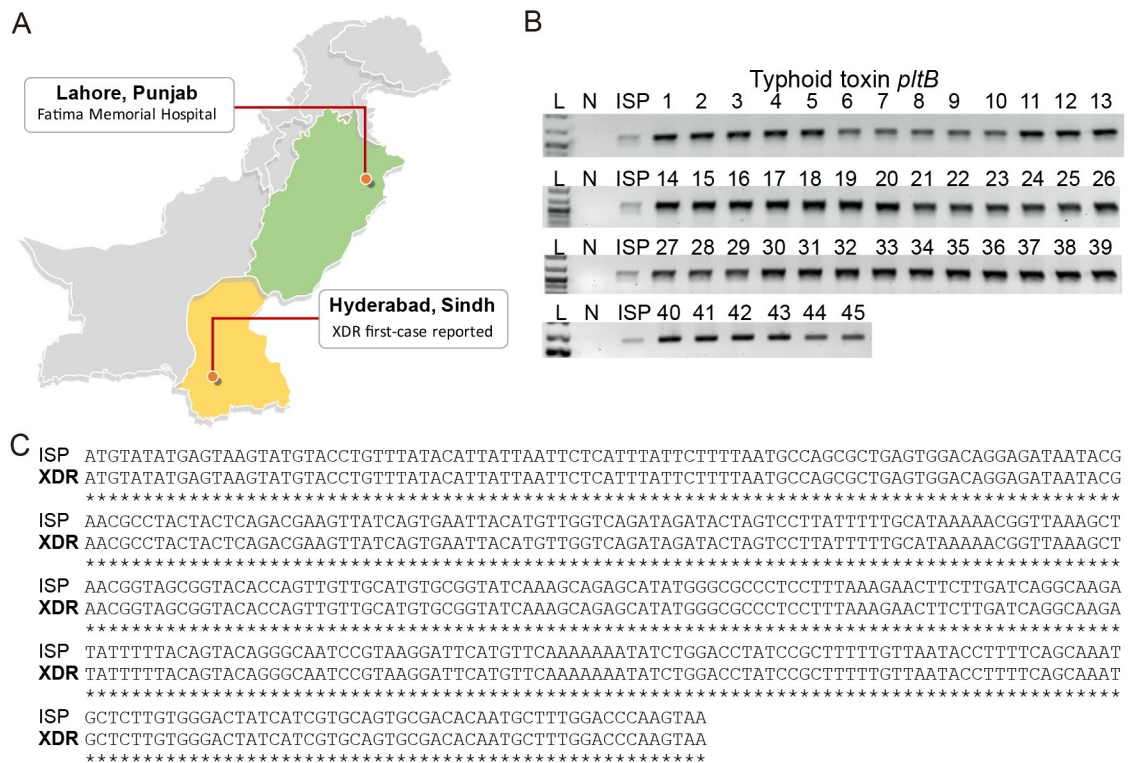 A
Lahore, Punjab
Fatima Memorial Hospital
Hyderabad, Sindh
XDR first-case reported
B
Typhoid toxin pltB
L N ISP 1 2 3 4 5 6 7 8 9 10 11 12 13
L N ISP 14 15 16 17 18 19 20 21 22 23 24 25 26
L N ISP 27 28 29 30 31 32 33 34 35 36 37 38 39
L N ISP 40 41 42 43 44 45
C
ISP ATGTATATGAGTAAGTATGTACCTGTTTATACATTATTAATTCTCATTTATTCTTTTAATGCCAGCGCTGAGTGGACAGGAGATAATACG
XDR ATGTATATGAGTAAGTATGTACCTGTTTATACATTATTAATTCTCATTTATTCTTTTAATGCCAGCGCTGAGTGGACAGGAGATAATACG
******************************************************************************************
ISP AACGCCTACTACTCAGACGAAGTTATCAGTGAATTACATGTTGGTCAGATAGATACTAGTCCTTATTTTTGCATAAAAACGGTTAAAGCT
XDR AACGCCTACTACTCAGACGAAGTTATCAGTGAATTACATGTTGGTCAGATAGATACTAGTCCTTATTTTTGCATAAAAACGGTTAAAGCT
******************************************************************************************
ISP AACGGTAGCGGTACACCAGTTGTTGCATGTGCGGTATCAAAGCAGAGCATATGGGCGCCCTCCTTTAAAGAACTTCTTGATCAGGCAAGA
XDR AACGGTAGCGGTACACCAGTTGTTGCATGTGCGGTATCAAAGCAGAGCATATGGGCGCCCTCCTTTAAAGAACTTCTTGATCAGGCAAGA
******************************************************************************************
ISP TATTTTTACAGTACAGGGCAATCCGTAAGGATTCATGTTCAAAAAAATATCTGGACCTATCCGCTTTTTGTTAATACCTTTTCAGCAAAT
XDR TATTTTTACAGTACAGGGCAATCCGTAAGGATTCATGTTCAAAAAAATATCTGGACCTATCCGCTTTTTGTTAATACCTTTTCAGCAAAT
******************************************************************************************
ISP GCTCTTGTGGGACTATCATCGTGCAGTGCGACACAATGCTTTGGACCCAAGTAA
XDR GCTCTTGTGGGACTATCATCGTGCAGTGCGACACAATGCTTTGGACCCAAGTAA
******************************************************